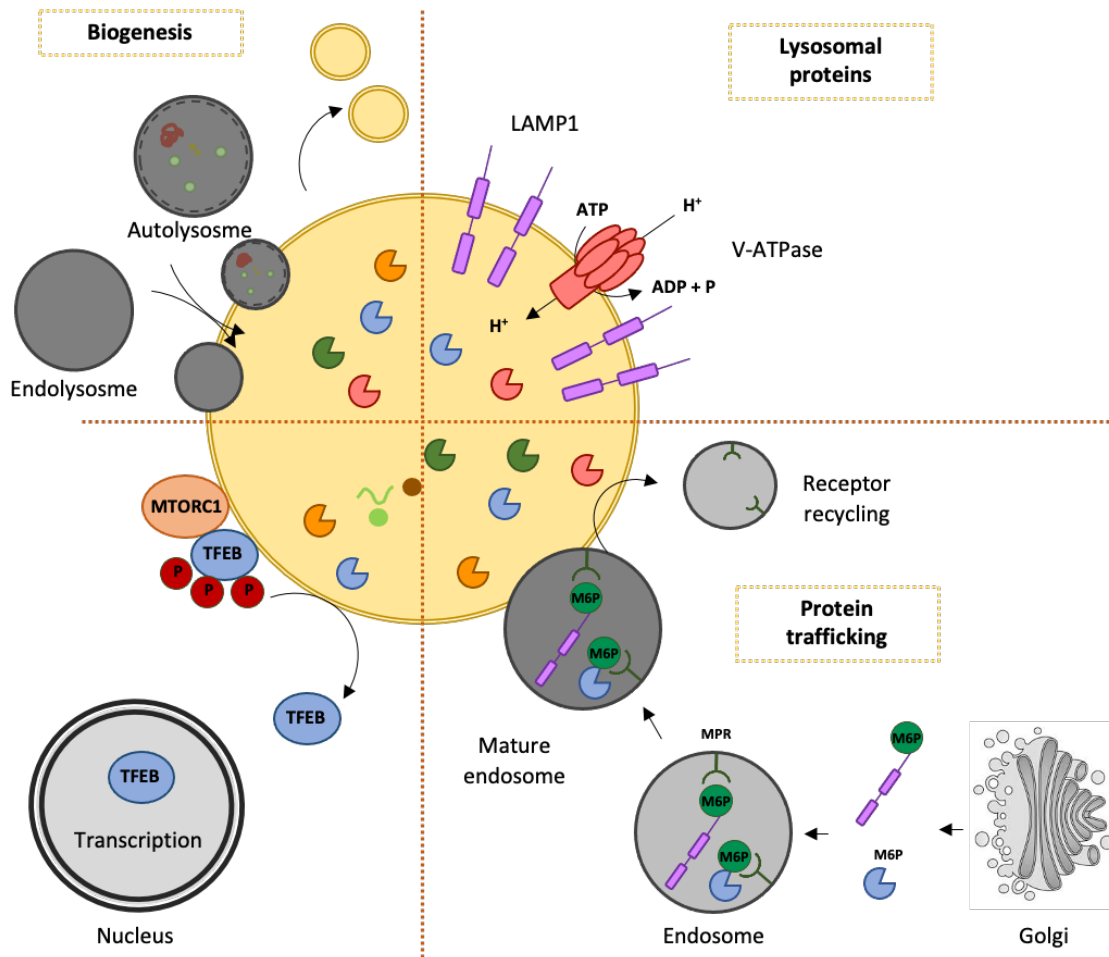 Biogenesis
Lysosomal
proteins
LAMP1
Autolysosme
ATP
H⁺
V-ATPase
ADP + P
H⁺
Endolysosme
MTORC1
TFEB
P
P
P
TFEB
TFEB
Transcription
Nucleus
Receptor
recycling
Protein
trafficking
M6P
M6P
Mature
endosome
MPR
M6P
M6P
Endosome
M6P
M6P
Golgi